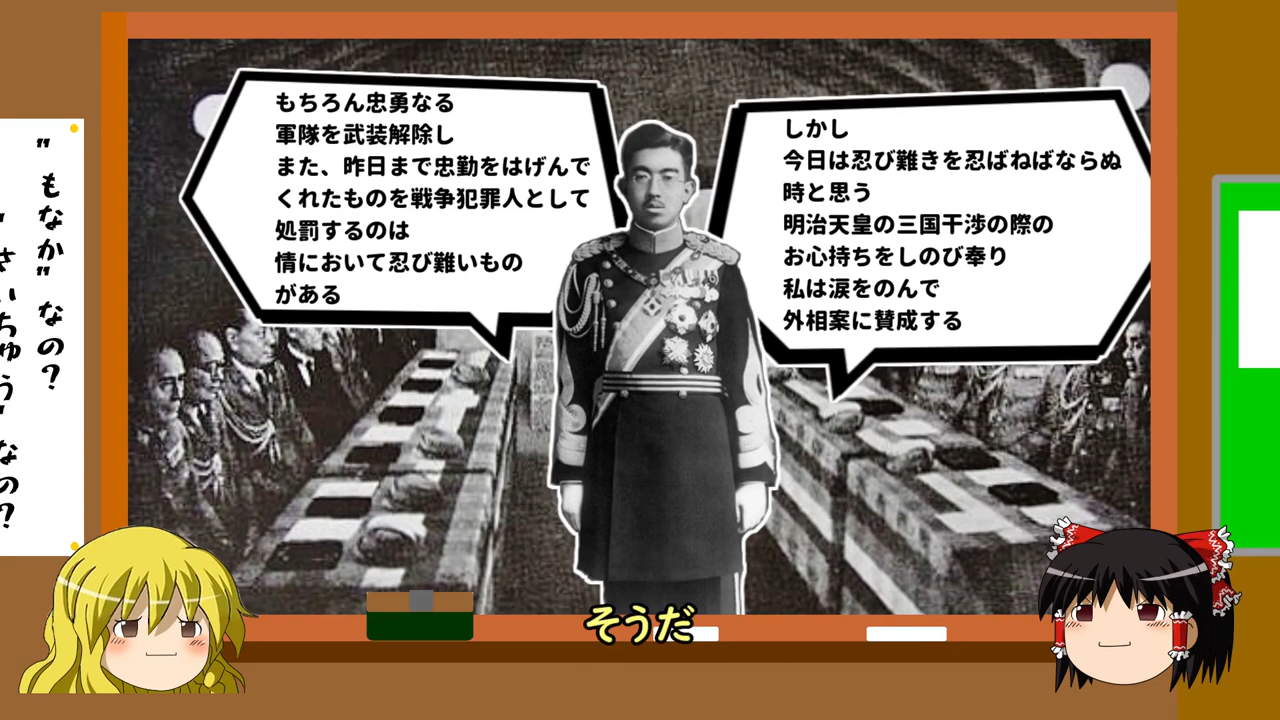 もちろん忠勇なる
軍隊を武装解除し
また、昨日まで忠勤をはげんで
くれたものを戦争犯罪人として
処罰するのは
情において忍び難いもの
がある
しかし
今日は忍び難きを忍ばねばならぬ
時と思う
明治天皇の三国干渉の際の
お心持ちをしのび奉り
私は涙をのんで
外相案に賛成する
"もなか"なの?
"さいちゅう"なの?
そうだ